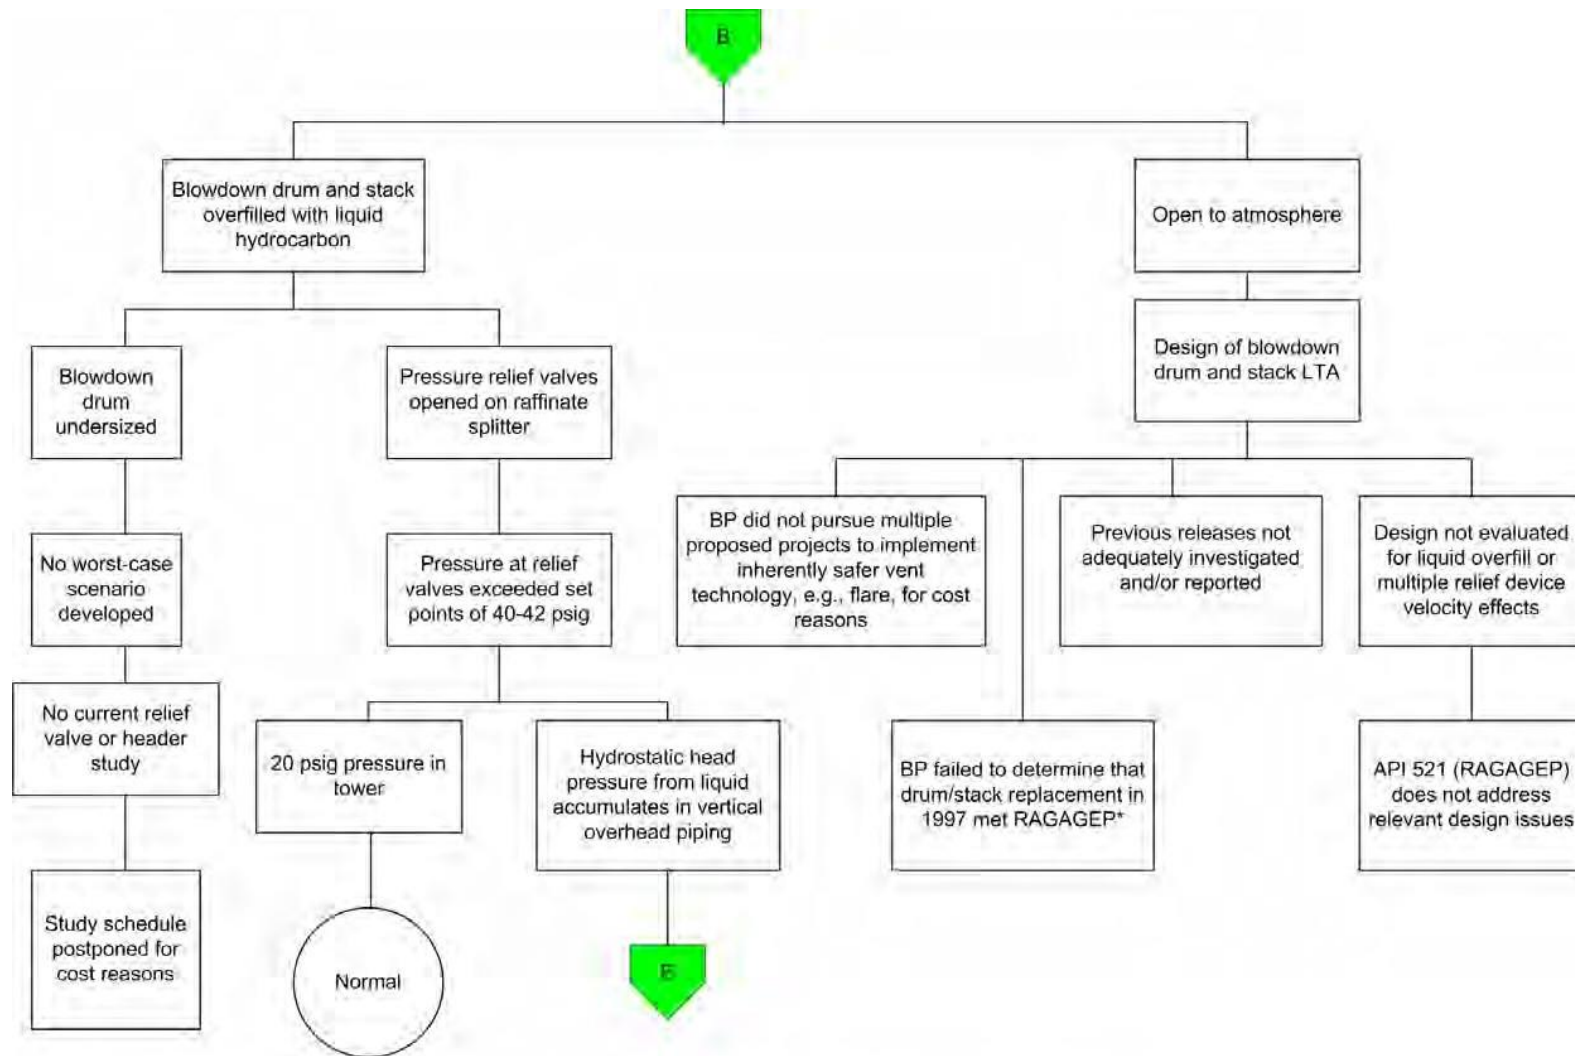 B
Blowdown drum and stack
overfilled with liquid
hydrocarbon
Open to atmosphere
Blowdown
drum
undersized
Pressure relief valves
opened on raffinate
splitter
Design of blowdown
drum and stack LTA
No worst-case
scenario
developed
Pressure at relief
valves exceeded set
points of 40-42 psig
BP did not pursue multiple
proposed projects to implement
inherently safer vent
technology, e.g., flare, for cost
reasons
Previous releases not
adequately investigated
and/or reported
Design not evaluated
for liquid overfill or
multiple relief device
velocity effects
No current relief
valve or header
study
20 psig pressure in
tower
Hydrostatic head
pressure from liquid
accumulates in vertical
overhead piping
BP failed to determine that
drum/stack replacement in
1997 met RAGAGEP*
API 521 (RAGAGEP)
does not address
relevant design issues
Study schedule
postponed for
cost reasons
Normal